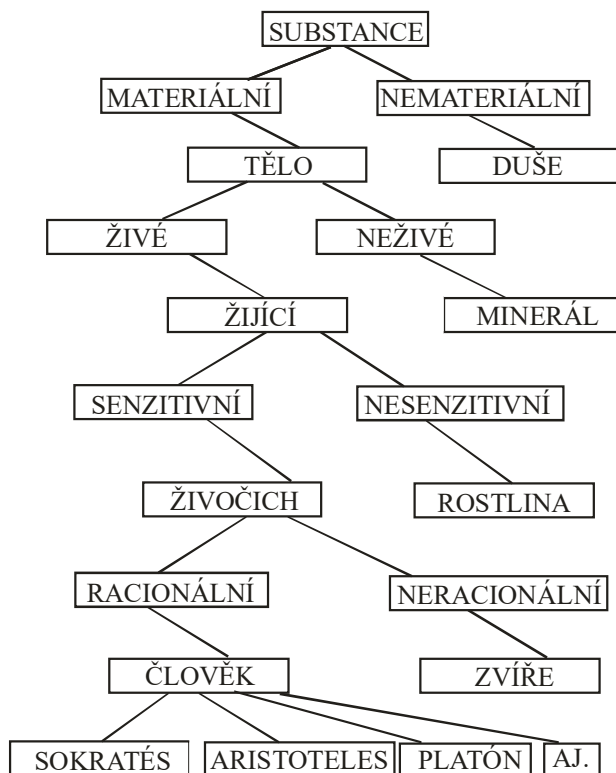 SUBSTANCE
MATERIÁLNÍ NEMATERIÁLNÍ
TĚLO DUŠE
ŽIVÉ NEŽIVÉ
ŽIJÍCÍ MINERÁL
SENZITIVNÍ NESENZITIVNÍ
ŽIVOČICH ROSTLINA
RACIONÁLNÍ NERACIONÁLNÍ
ČLOVĚK ZVÍŘE
SOKRATÉS ARISTOTELES PLATÓN AJ.